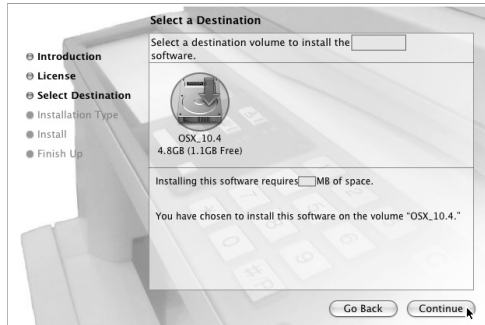 Select a Destination
Introduction
License
Select Destination
Installation Type
Install
Finish Up
Select a destination volume to install the
software.
OSX_10.4
4.8GB (1.1GB Free)
Installing this software requires MB of space.
You have chosen to install this software on the volume “OSX_10.4.”
Go Back
Continue